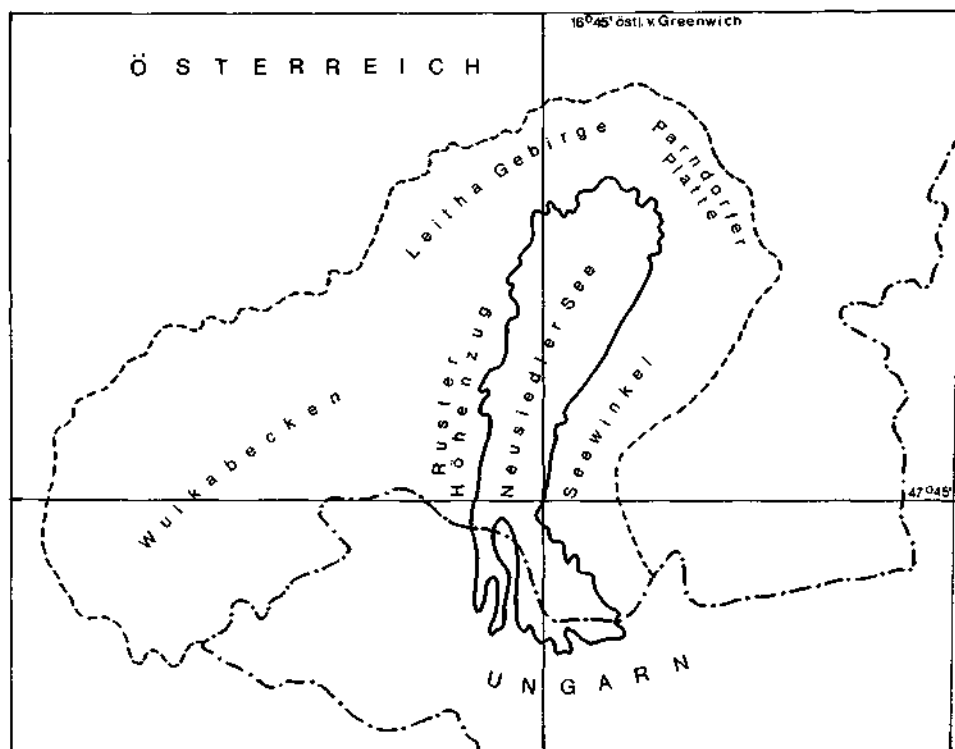 16°45' östl. v. Greenwich
ÖSTERREICH
Leitha Gebirge
Parndorfer
Platte
Ruster
Höhenzug
Neusiedler See
Seewinkel
Wulkabecken
47°45'
UNGARN